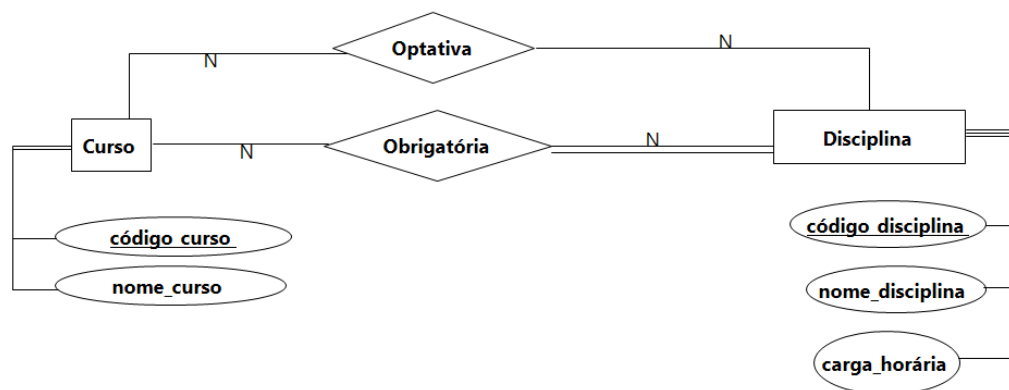 Optativa
N
N
Curso
N
Obrigatória
N
Disciplina
código_curso
nome_curso
código_disciplina
nome_disciplina
carga_horária